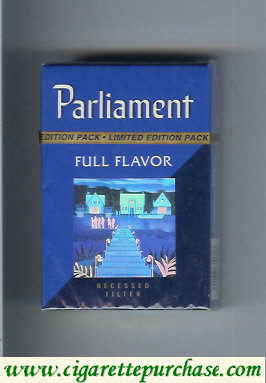 Parliament
EDITION PACK • LIMITED EDITION PACK
FULL FLAVOR
RECESSED
FILTER
www.cigarettepurchase.com